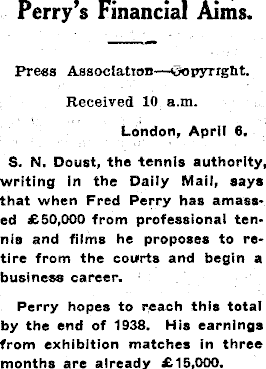 Perry's Financial Aims.
Press Association—Copyright.
Received 10 a.m.
London, April 6.
S. N. Doust, the tennis authority,
writing in the Daily Mail, says
that when Fred Perry has amass-
ed £50,000 from professional ten-
nis and films he proposes to re-
tire from the courts and begin a
business career.
Perry hopes to reach this total
by the end of 1938. His earnings
from exhibition matches in three
months are already £15,000.